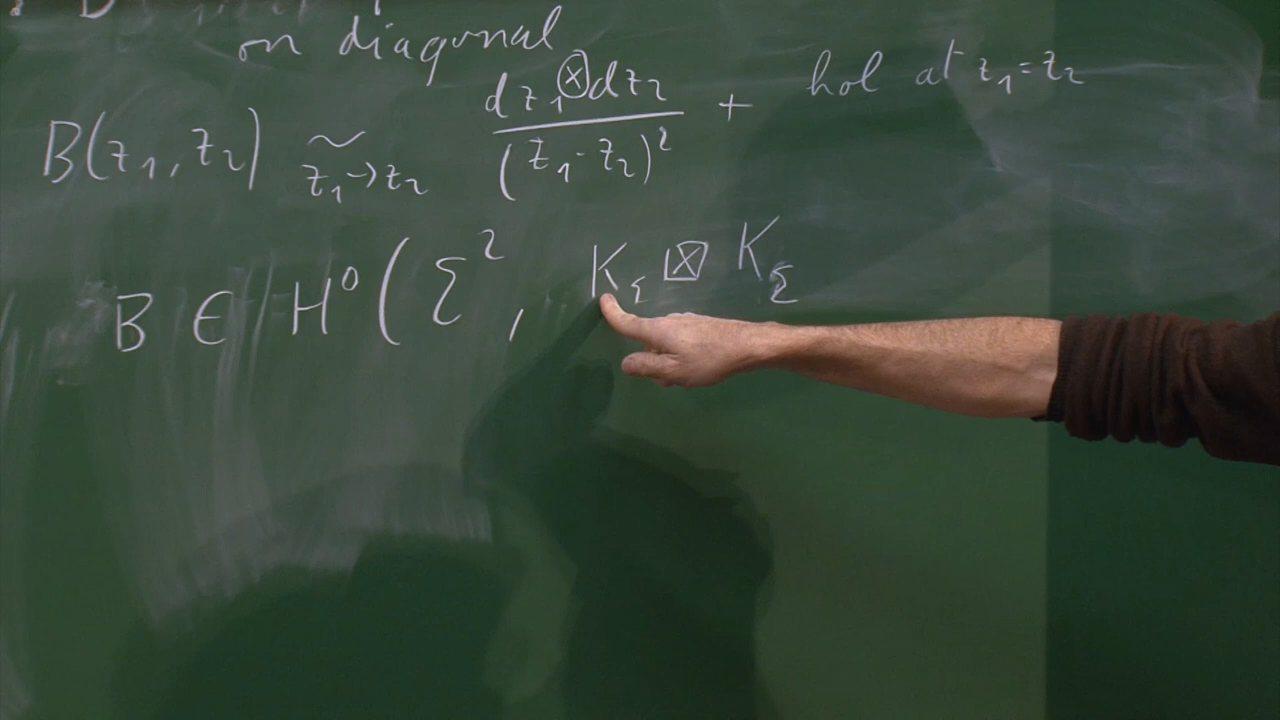 on diagonal
B(z₁, z₂) ~ z₁→z₂ dz₁⊗dz₂ / (z₁-z₂)² + hol at z₁=z₂
B ∈ H⁰(Σ², K_Σ ⊠ K_Σ